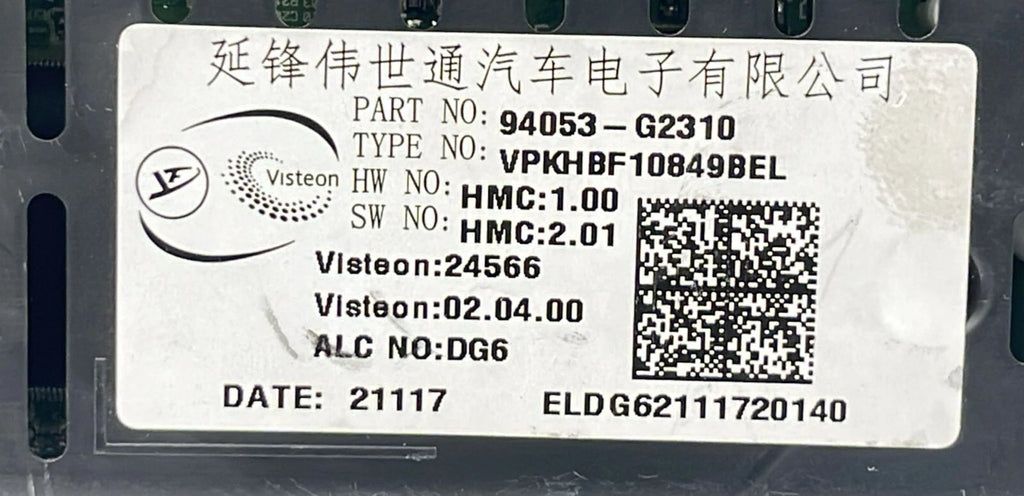 延锋伟世通汽车电子有限公司
PART NO: 94053-G2310
TYPE NO: VPKHBF10849BEL
Visteon
HW NO: HMC:1.00
SW NO: HMC:2.01
Visteon:24566
Visteon:02.04.00
ALC NO:DG6
DATE: 21117 ELDG62111720140